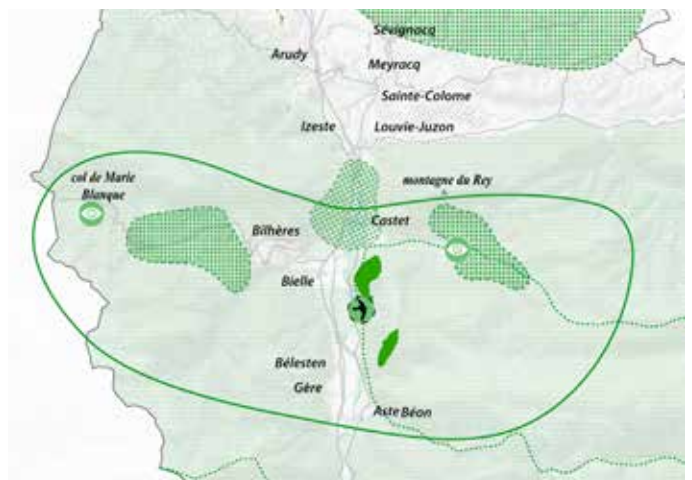 Sévignacq
Arudy
Meyracq
Sainte-Colome
Izeste
Louvie-Juzon
col de Marie
Blanque
montagne du Rey
Castet
Bilhères
Bielle
Bélesten
Gère
Aste Béon